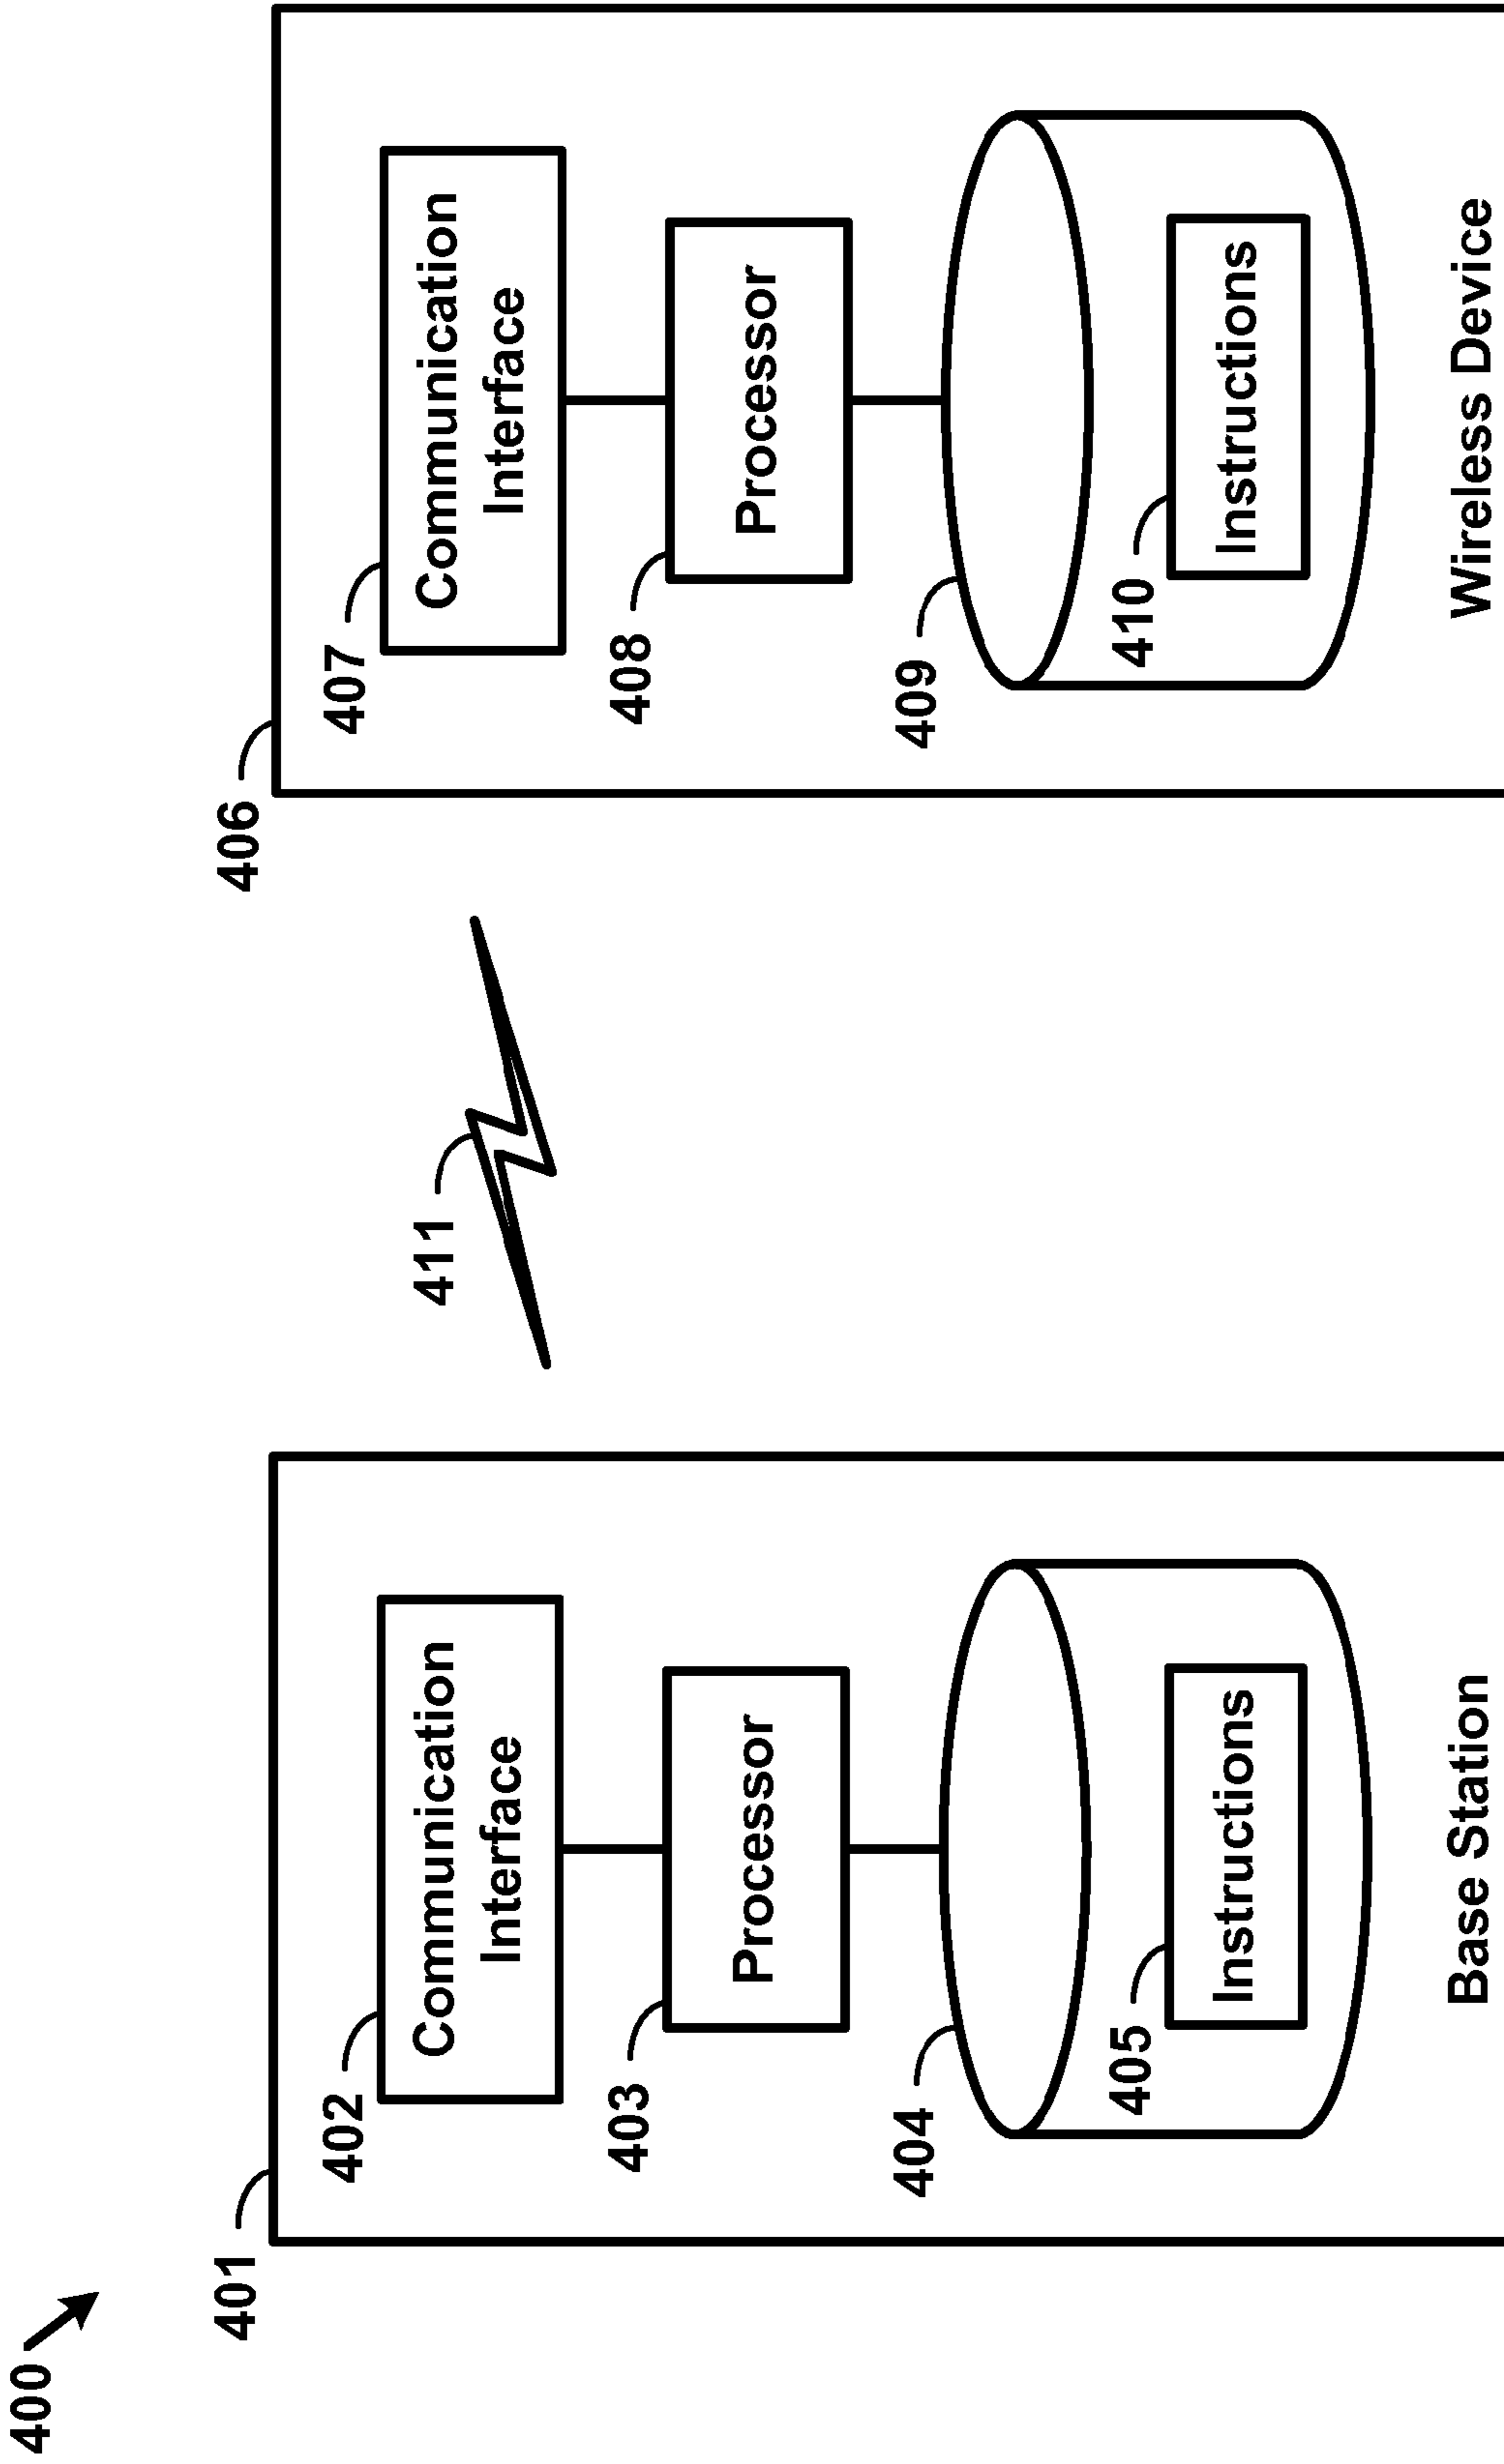 400
401
402
Communication
Interface
403
Processor
404
405
Instructions
Base Station
411
406
407
Communication
Interface
408
Processor
409
410
Instructions
Wireless Device